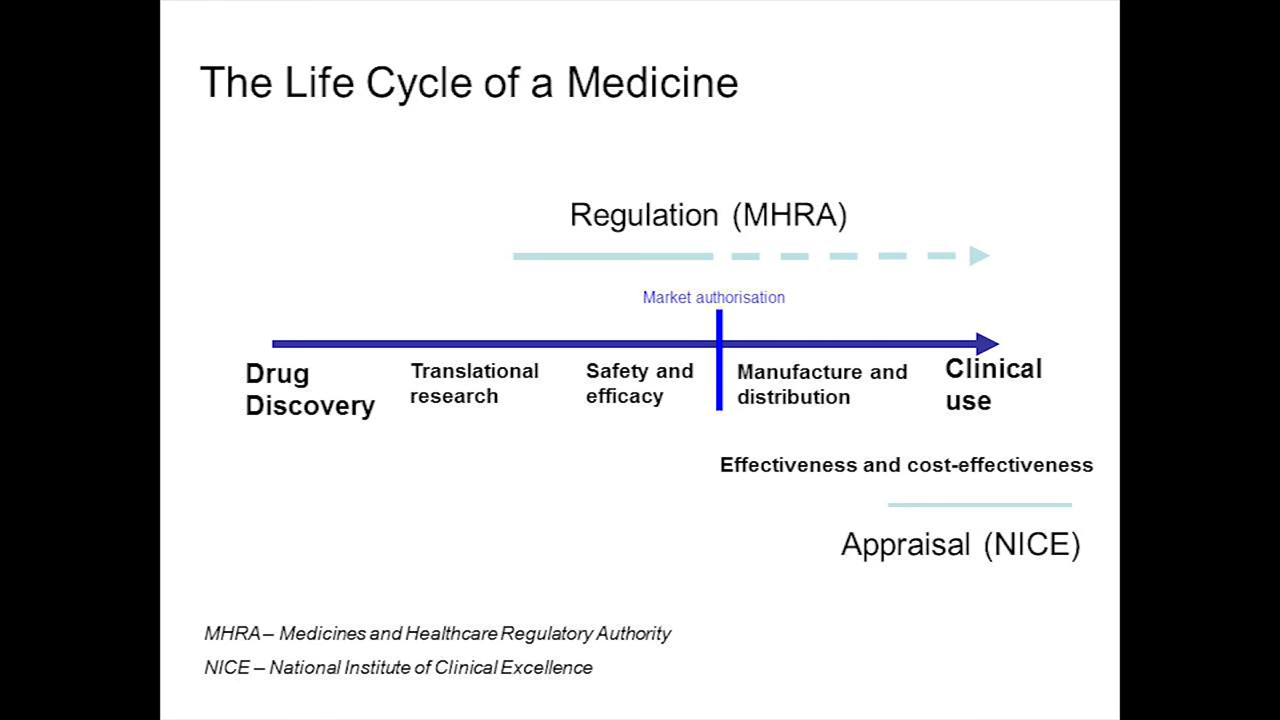 The Life Cycle of a Medicine
Regulation (MHRA)
Market authorisation
Drug
Discovery
Translational
research
Safety and
efficacy
Manufacture and
distribution
Clinical
use
Effectiveness and cost-effectiveness
Appraisal (NICE)
MHRA – Medicines and Healthcare Regulatory Authority
NICE – National Institute of Clinical Excellence